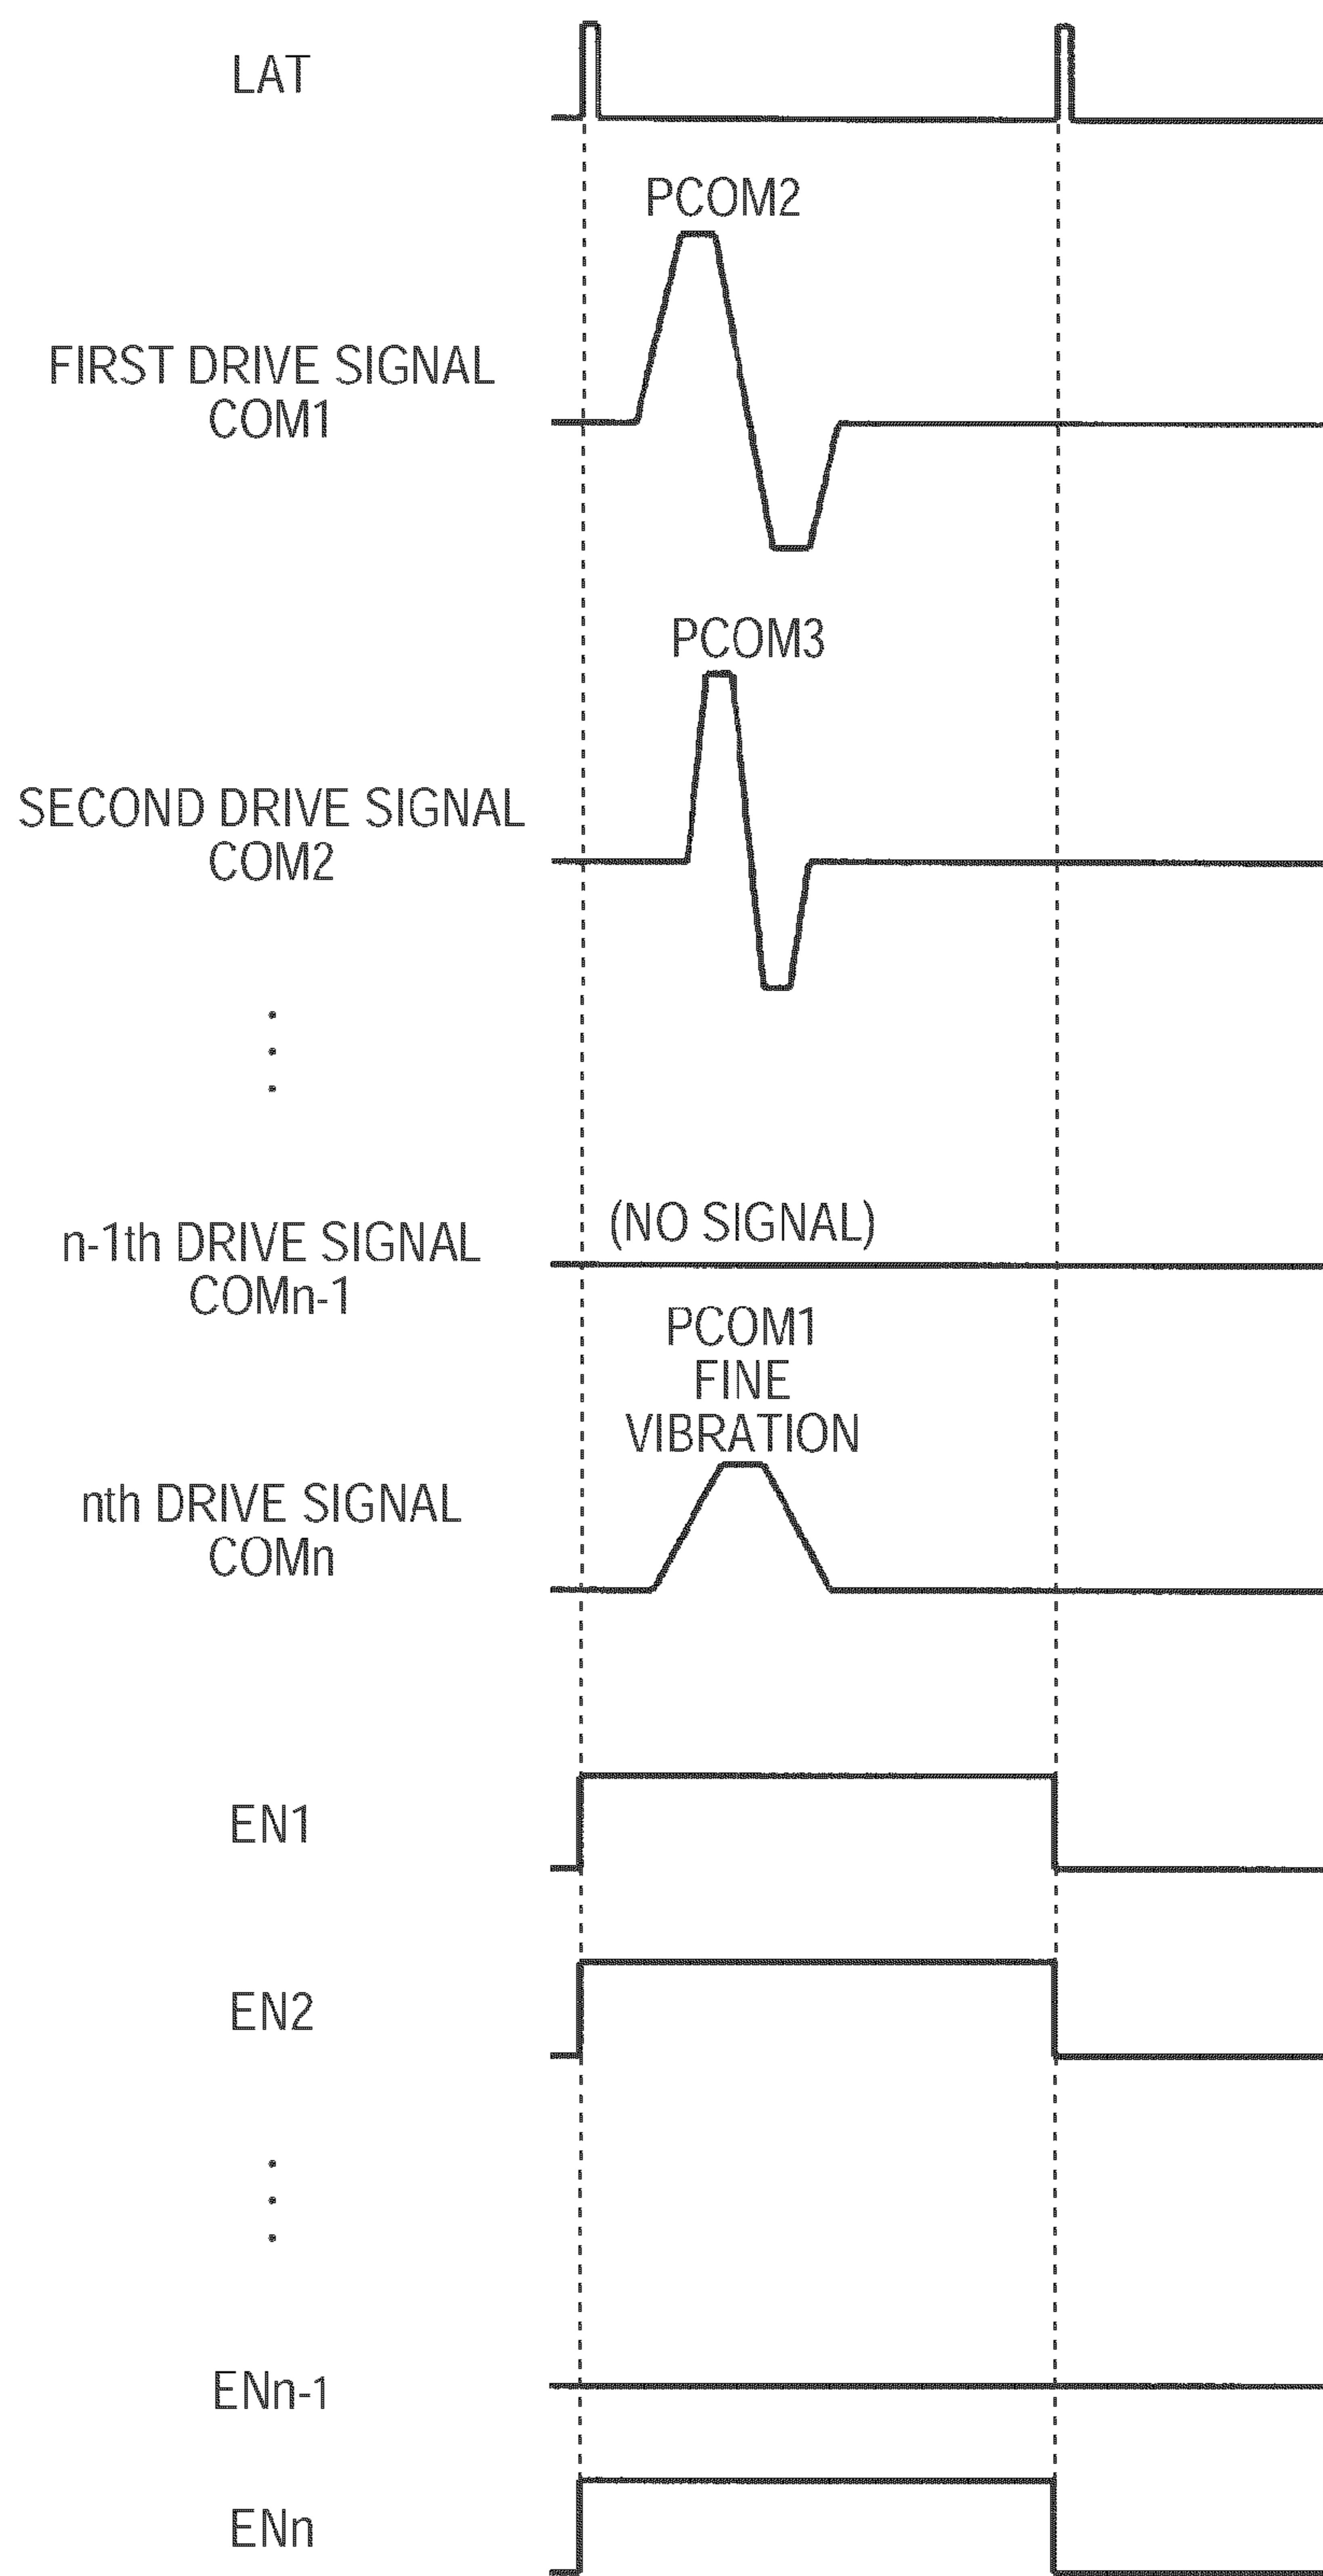 LAT
PCOM2
FIRST DRIVE SIGNAL
COM1
PCOM3
SECOND DRIVE SIGNAL
COM2
(NO SIGNAL)
n-1th DRIVE SIGNAL
COMn-1
PCOM1
FINE
VIBRATION
nth DRIVE SIGNAL
COMn
EN1
EN2
ENn-1
ENn